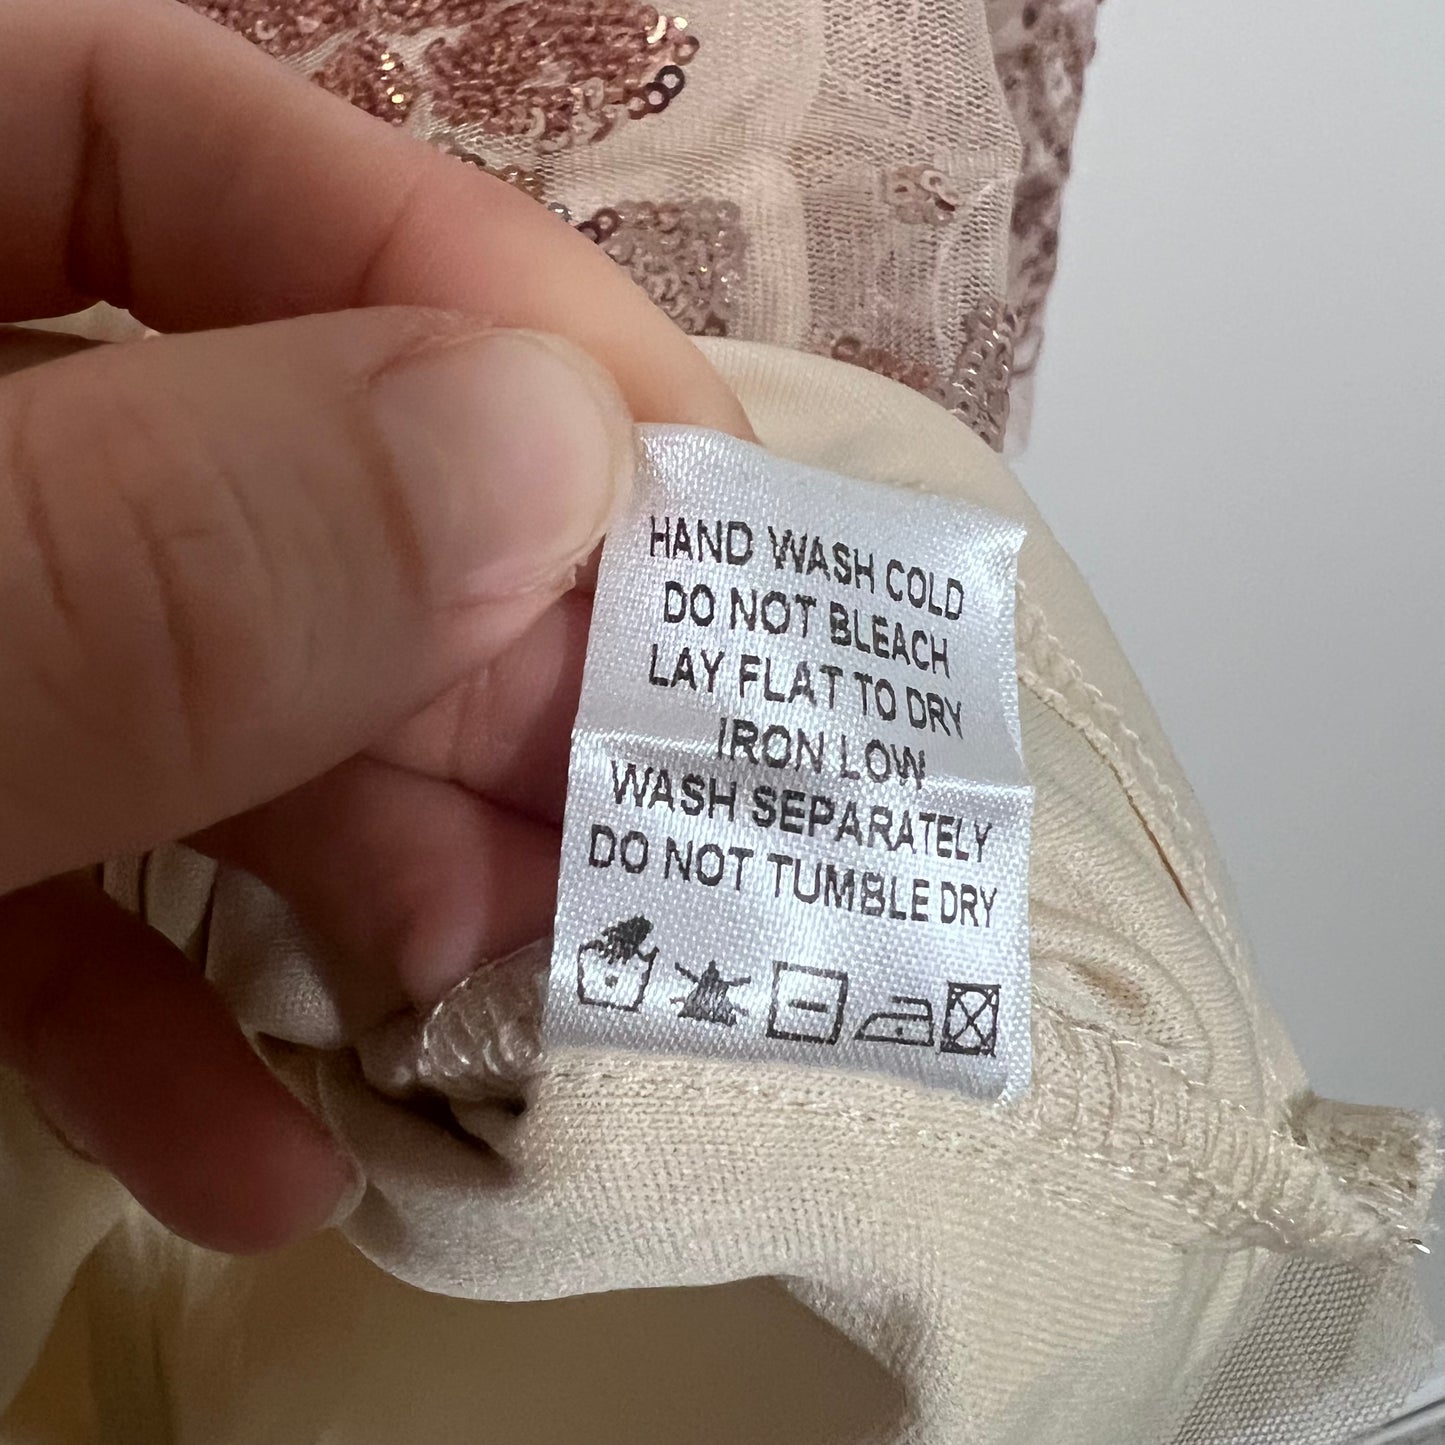 HAND WASH COLD
DO NOT BLEACH
LAY FLAT TO DRY
IRON LOW
WASH SEPARATELY
DO NOT TUMBLE DRY